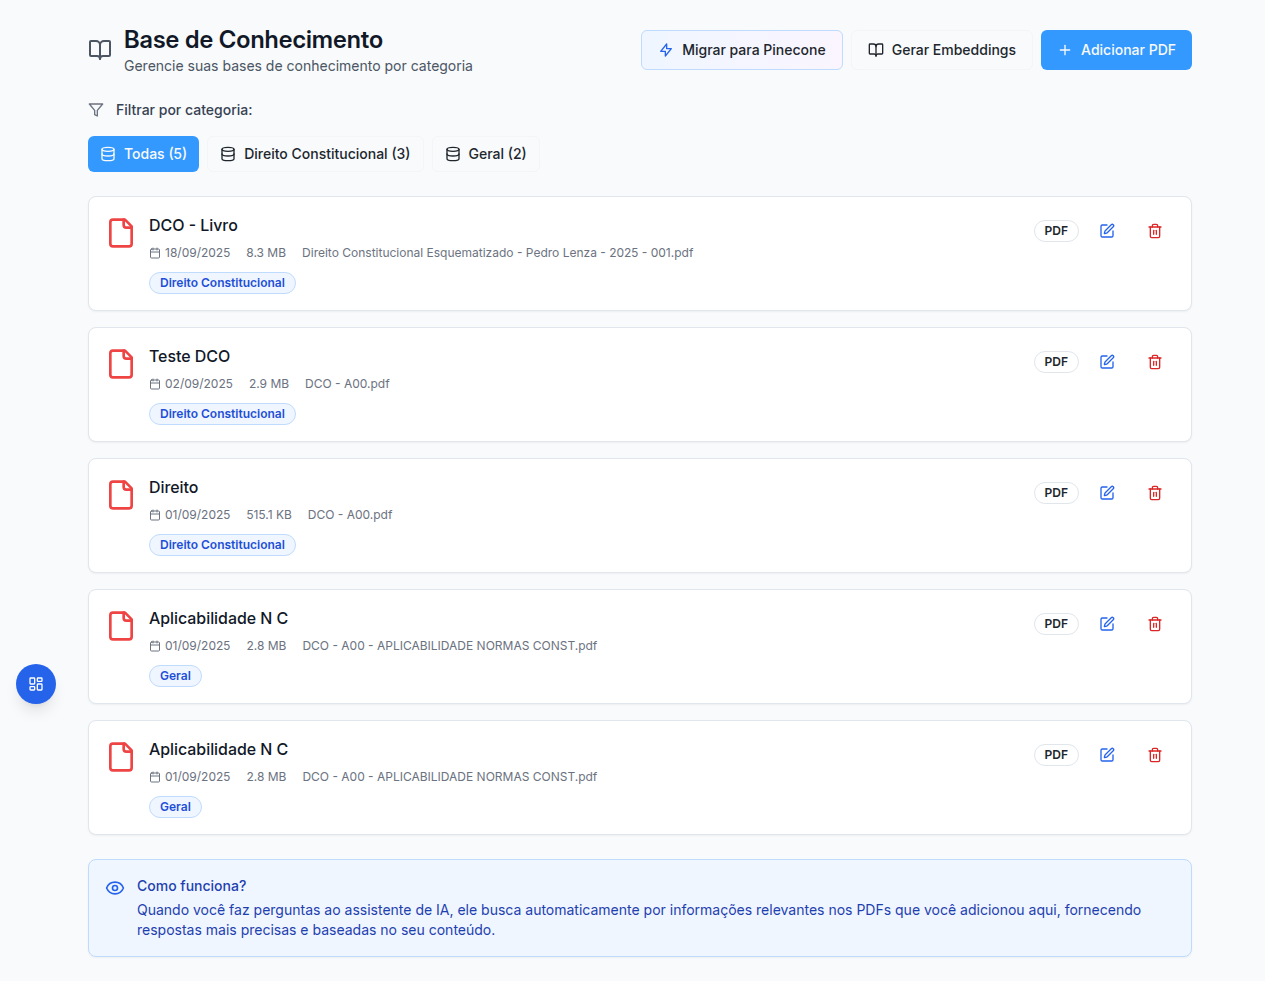 Base de Conhecimento
Gerencie suas bases de conhecimento por categoria
Migrar para Pinecone
Gerar Embeddings
Adicionar PDF
Filtrar por categoria:
Todas (5)
Direito Constitucional (3)
Geral (2)
DCO - Livro
PDF
18/09/2025 8.3 MB Direito Constitucional Esquematizado - Pedro Lenza - 2025 - 001.pdf
Direito Constitucional
Teste DCO
PDF
02/09/2025 2.9 MB DCO - A00.pdf
Direito Constitucional
Direito
PDF
01/09/2025 515.1 KB DCO - A00.pdf
Direito Constitucional
Aplicabilidade N C
PDF
01/09/2025 2.8 MB DCO - A00 - APLICABILIDADE NORMAS CONST.pdf
Geral
Aplicabilidade N C
PDF
01/09/2025 2.8 MB DCO - A00 - APLICABILIDADE NORMAS CONST.pdf
Geral
Como funciona?
Quando você faz perguntas ao assistente de IA, ele busca automaticamente por informações relevantes nos PDFs que você adicionou aqui, fornecendo
respostas mais precisas e baseadas no seu conteúdo.